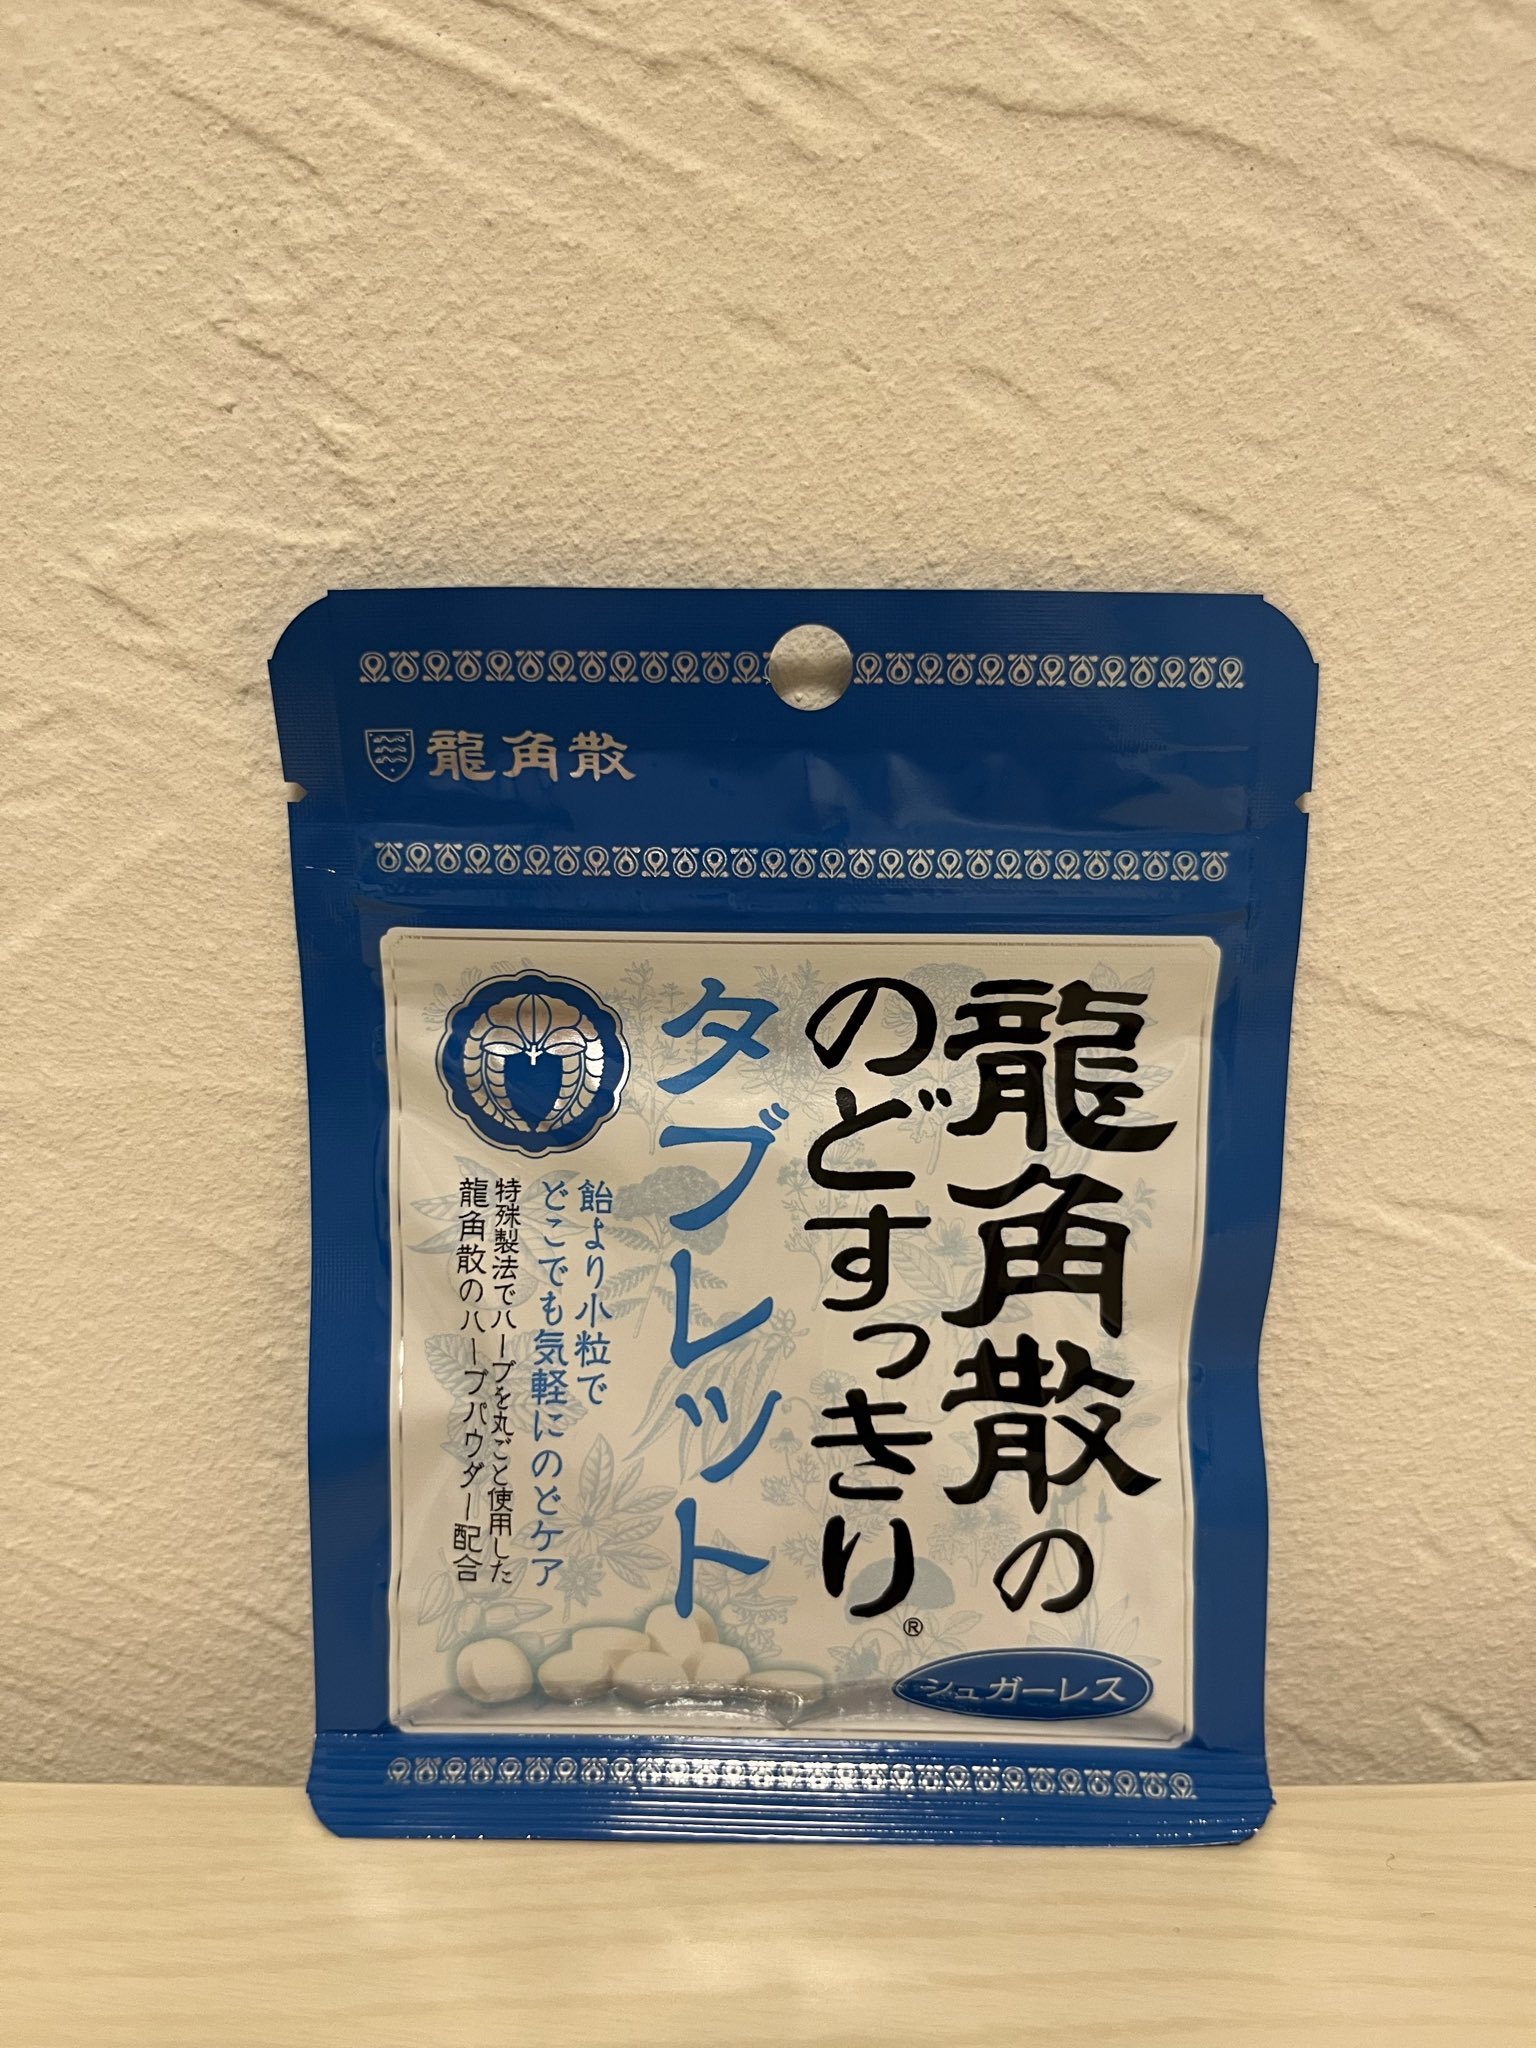 龍角散
龍角散の
のどすっきり®
タブレット
飴より小粒で
どこでも気軽にのどケア
特殊製法でハーブを丸ごと使用した
龍角散のハーブパウダー配合
シュガーレス